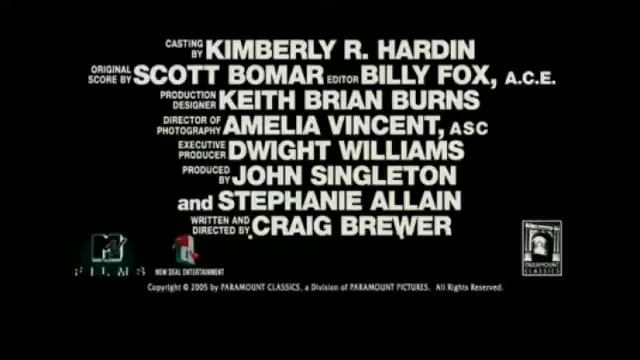 CASTING BY KIMBERLY R. HARDIN
ORIGINAL SCORE BY SCOTT BOMAR EDITOR BILLY FOX, A.C.E.
PRODUCTION DESIGNER KEITH BRIAN BURNS
DIRECTOR OF PHOTOGRAPHY AMELIA VINCENT, ASC
EXECUTIVE PRODUCER DWIGHT WILLIAMS
PRODUCED BY JOHN SINGLETON
and STEPHANIE ALLAIN
WRITTEN AND DIRECTED BY CRAIG BREWER
MTV FILMS
NEW DEAL ENTERTAINMENT
PARAMOUNT CLASSICS
Copyright © 2005 by PARAMOUNT CLASSICS, a Division of PARAMOUNT PICTURES. All Rights Reserved.